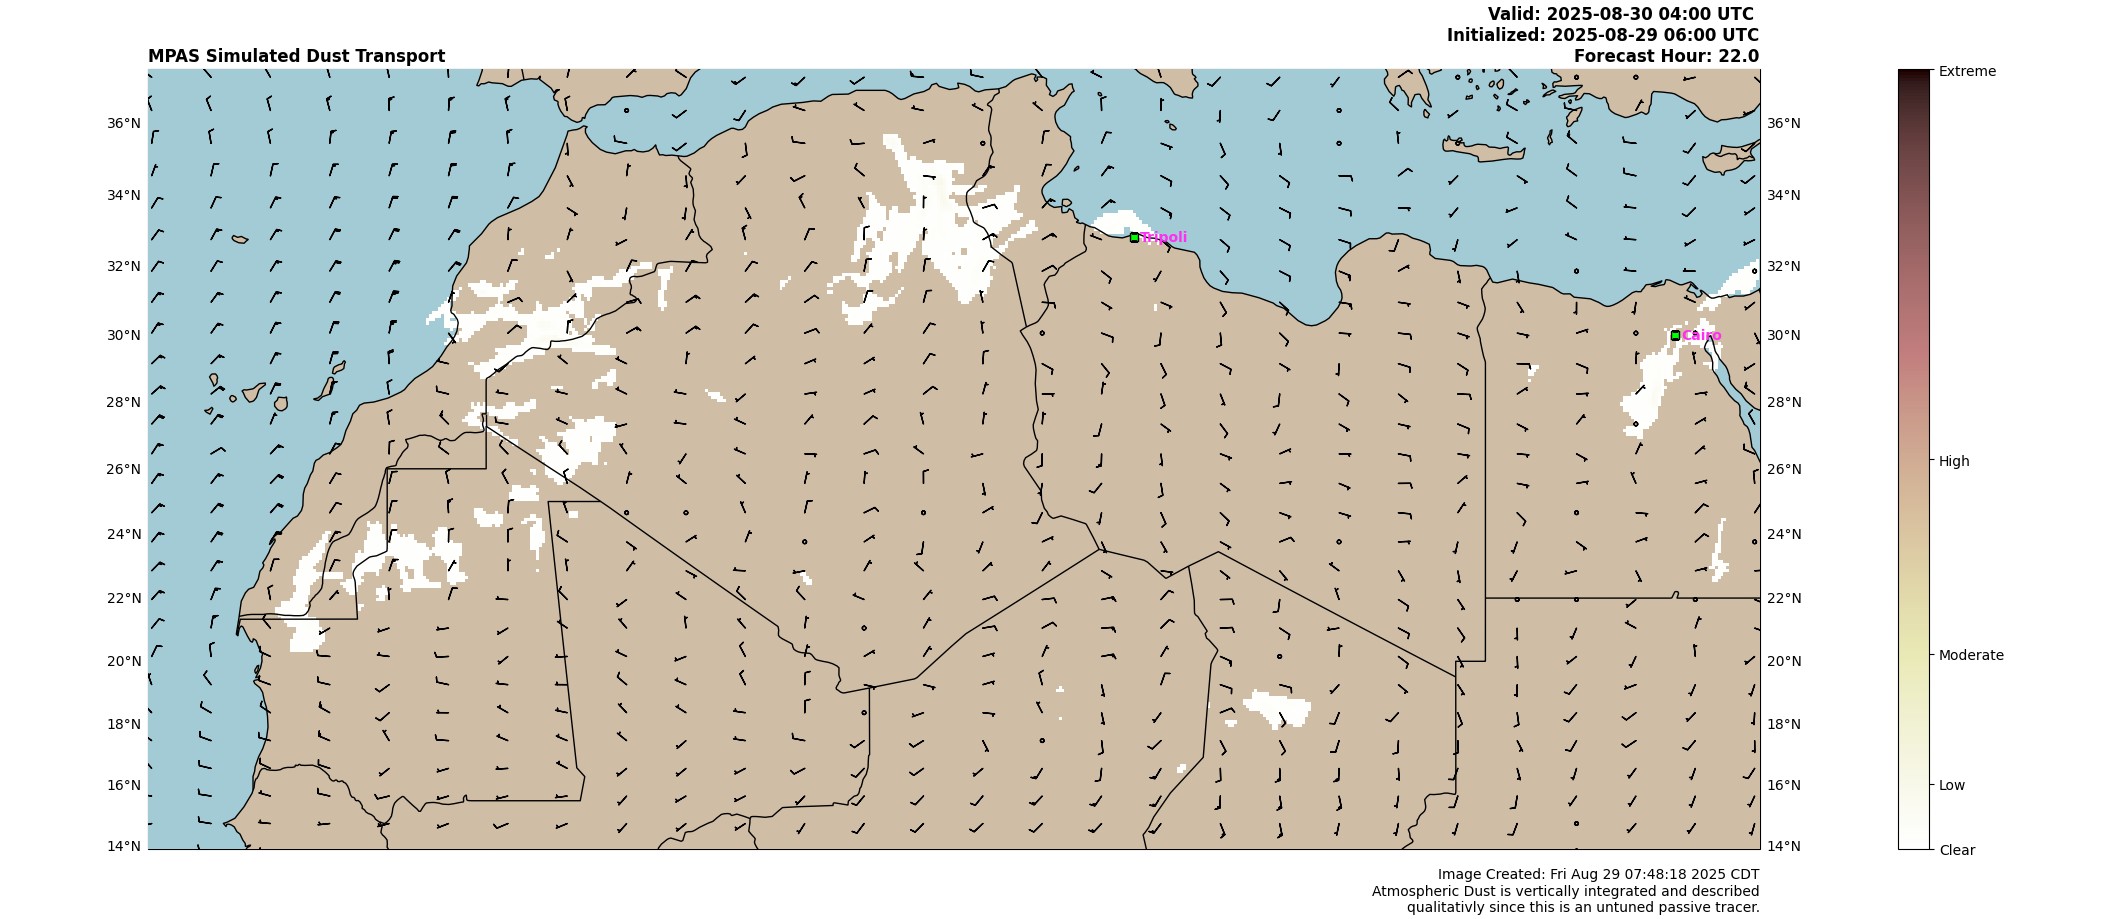 Valid: 2025-08-30 04:00 UTC
Initialized: 2025-08-29 06:00 UTC
MPAS Simulated Dust Transport
Forecast Hour: 22.0
Extreme
36°N
36°N
34°N
34°N
Tripoli
32°N
32°N
30°N
Cairo
30°N
28°N
28°N
26°N
26°N
High
24°N
24°N
22°N
22°N
20°N
20°N
Moderate
18°N
18°N
16°N
16°N
Low
14°N
14°N
Clear
Image Created: Fri Aug 29 07:48:18 2025 CDT
Atmospheric Dust is vertically integrated and described
qualitativly since this is an untuned passive tracer.